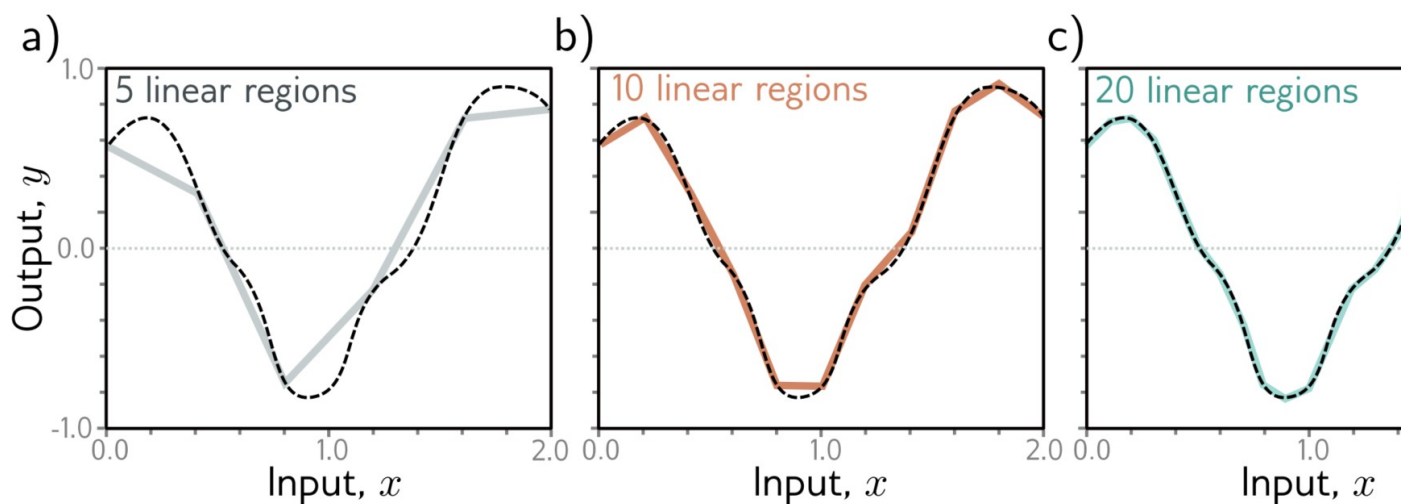 a)
5 linear regions
1.0
0.0
-1.0
Output, y
0.0
1.0
2.0
Input, x
b)
10 linear regions
0.0
1.0
2.0
Input, x
c)
20 linear regions
0.0
1.0
Input, x